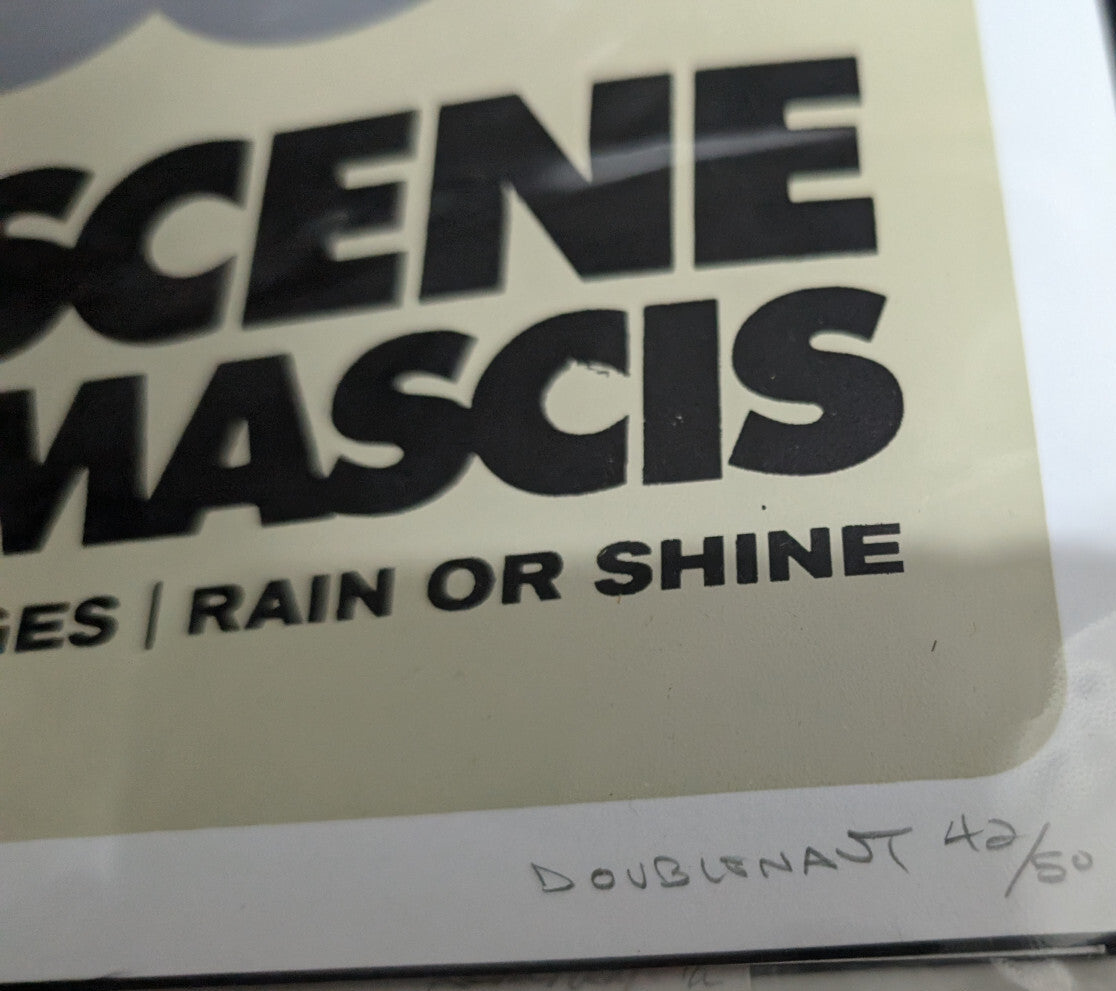 SCENE
MASCIS
GES | RAIN OR SHINE
DOUBLENAUT 42/50